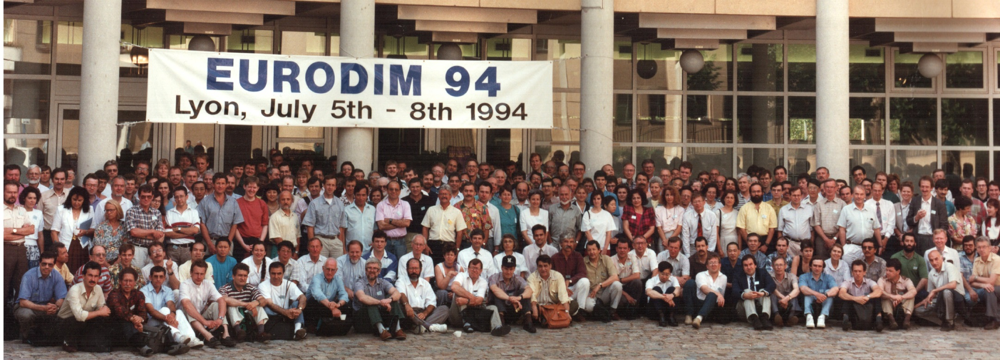 EURODIM 94
Lyon, July 5th - 8th 1994